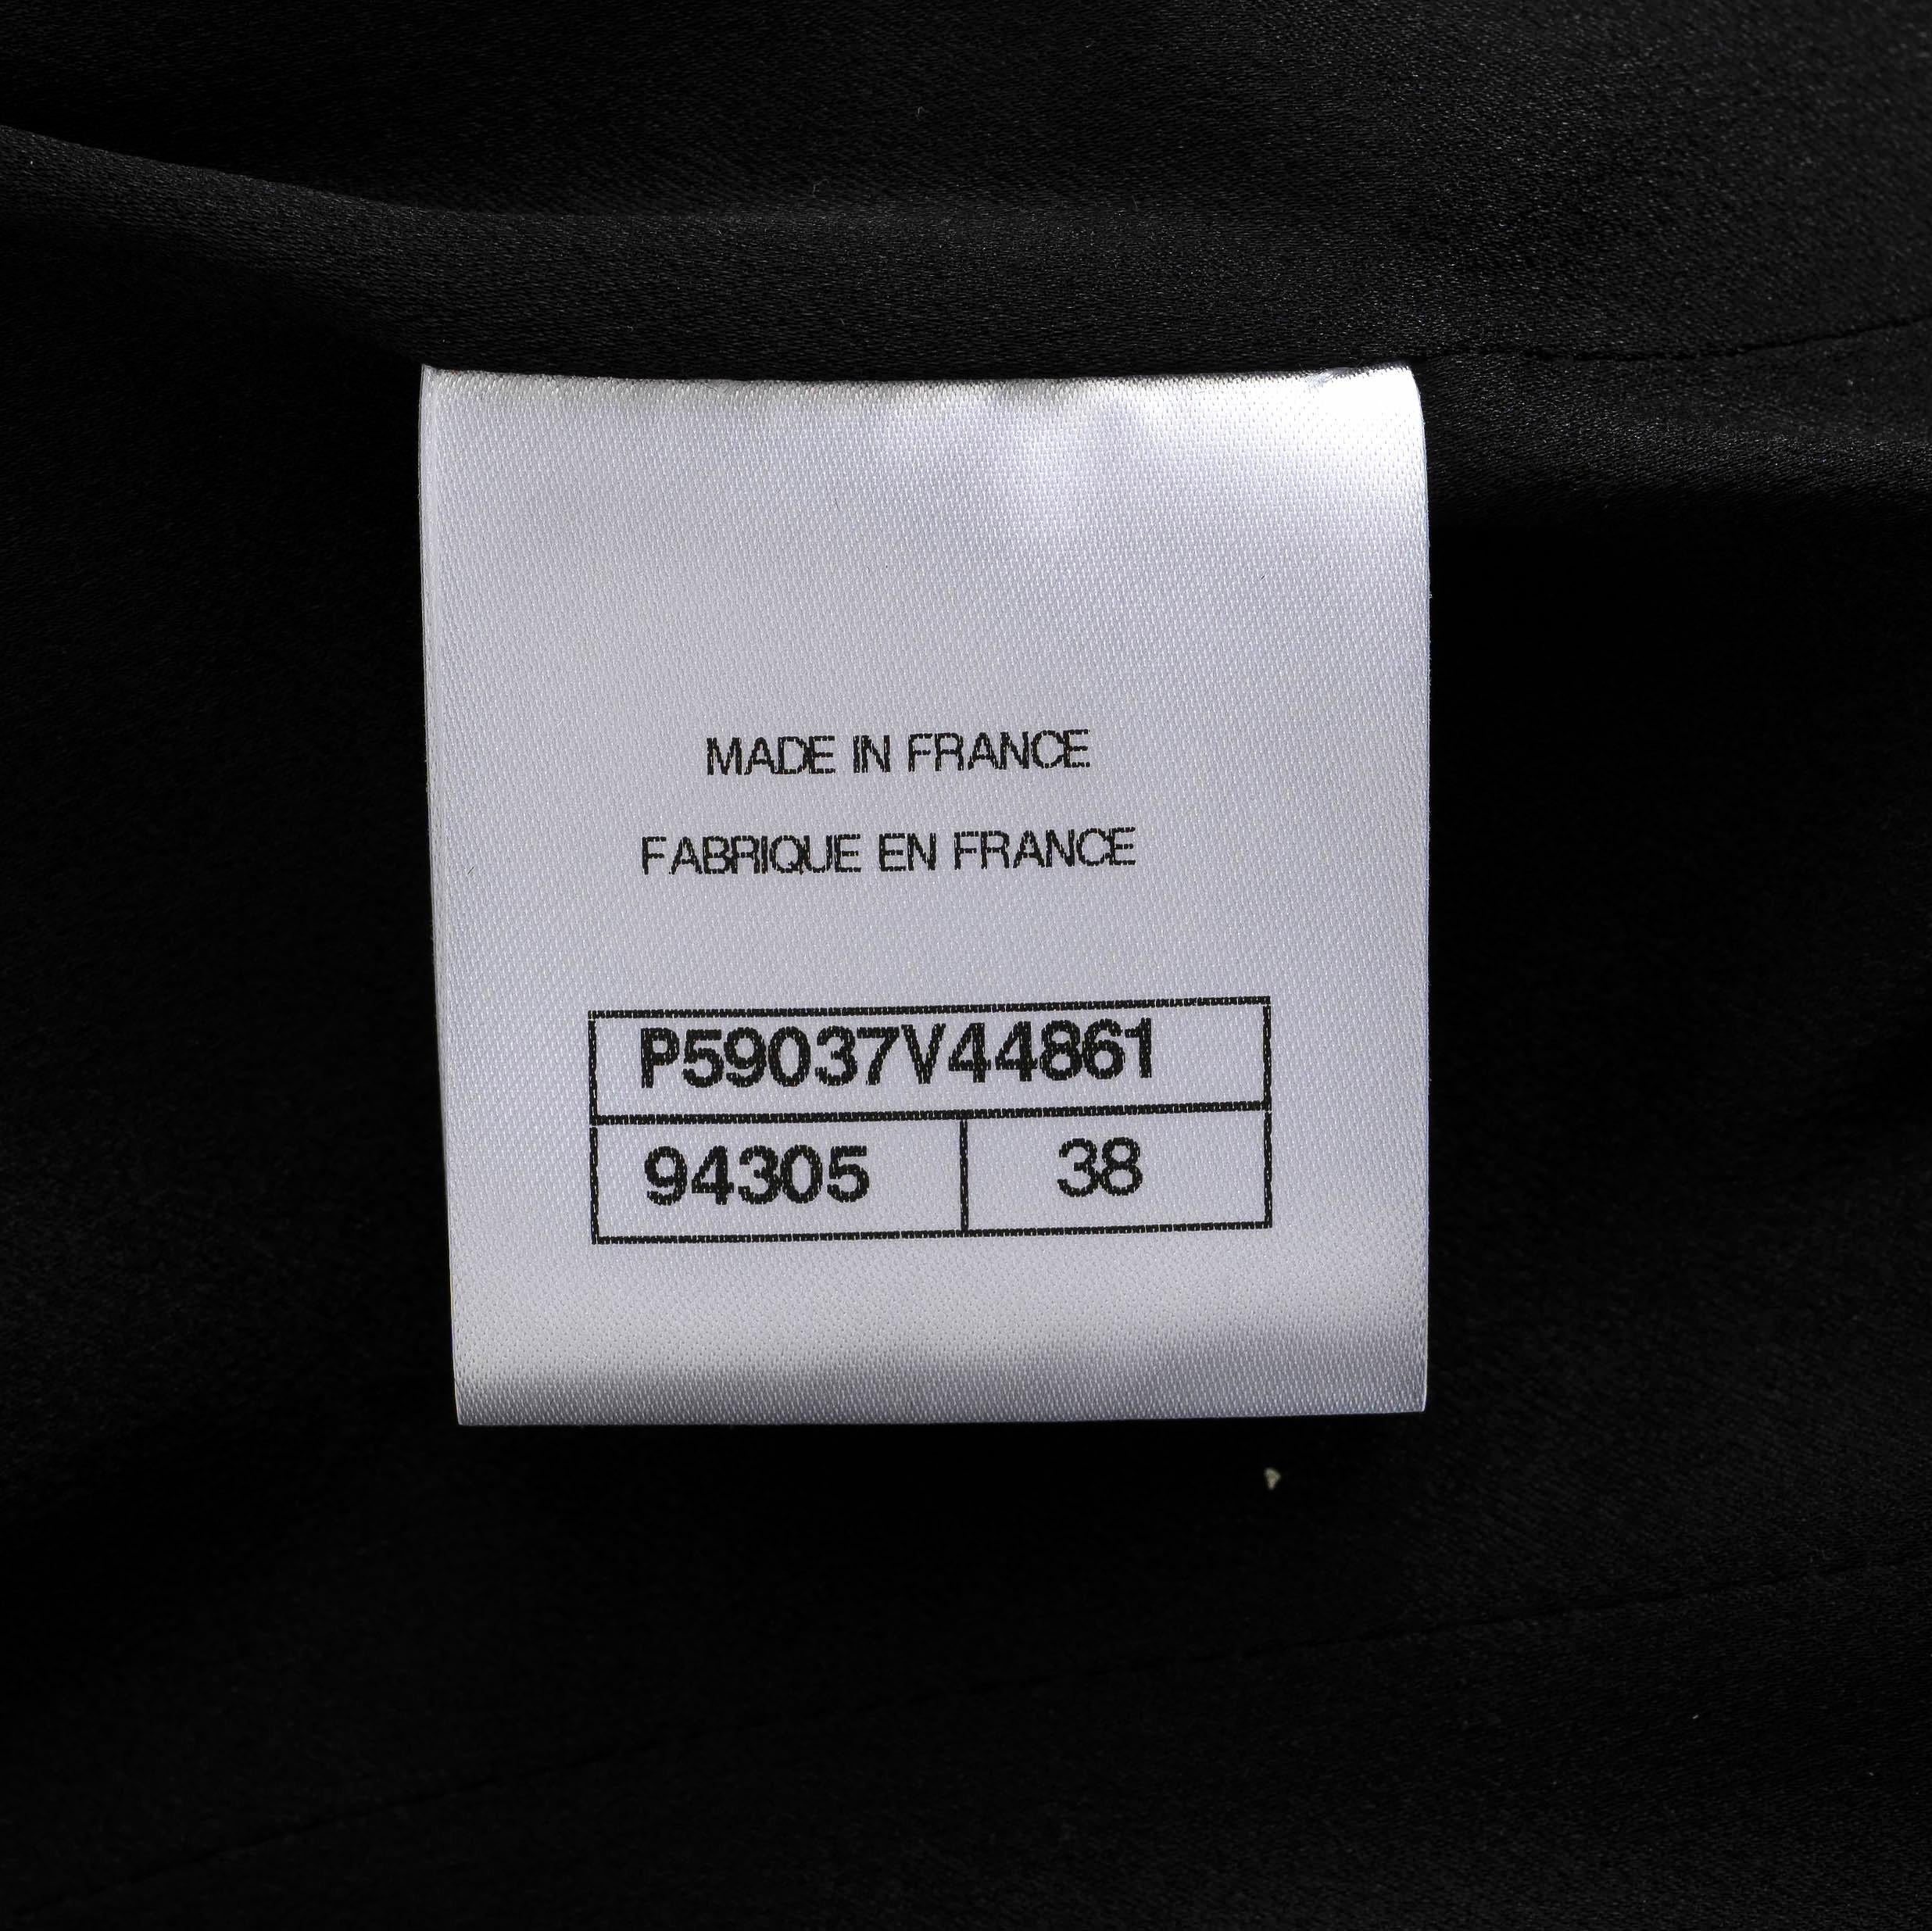 MADE IN FRANCE
FABRIQUE EN FRANCE
P59037V44861
94305 38